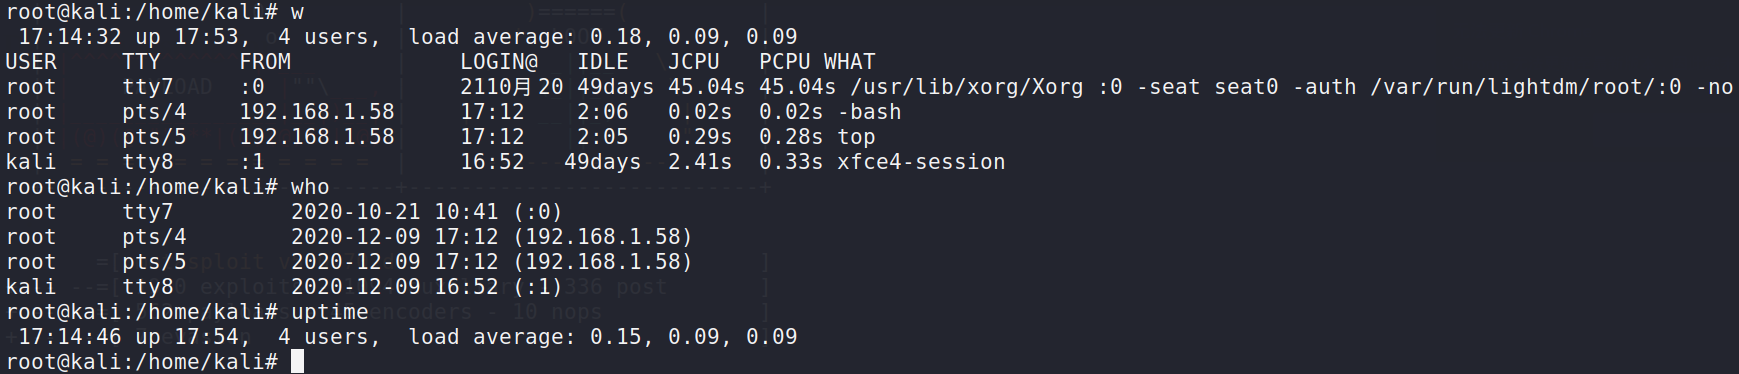 root@kali:/home/kali# w
 17:14:32 up 17:53,  4 users,  load average: 0.18, 0.09, 0.09
USER     TTY      FROM             LOGIN@   IDLE   JCPU   PCPU WHAT
root     tty7     :0               2110月20 49days 45.04s 45.04s /usr/lib/xorg/Xorg :0 -seat seat0 -auth /var/run/lightdm/root/:0 -no
root     pts/4    192.168.1.58     17:12    2:06   0.02s  0.02s -bash
root     pts/5    192.168.1.58     17:12    2:05   0.29s  0.28s top
kali     tty8     :1               16:52   49days  2.41s  0.33s xfce4-session
root@kali:/home/kali# who
root     tty7         2020-10-21 10:41 (:0)
root     pts/4        2020-12-09 17:12 (192.168.1.58)
root     pts/5        2020-12-09 17:12 (192.168.1.58)
kali     tty8         2020-12-09 16:52 (:1)
root@kali:/home/kali# uptime
 17:14:46 up 17:54,  4 users,  load average: 0.15, 0.09, 0.09
root@kali:/home/kali#